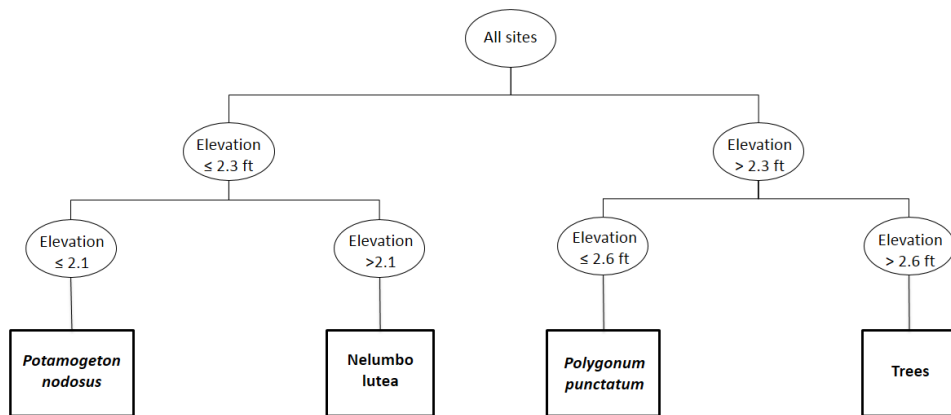 All sites
Elevation
≤ 2.3 ft
Elevation
> 2.3 ft
Elevation
≤ 2.1
Elevation
>2.1
Elevation
≤ 2.6 ft
Elevation
> 2.6 ft
Potamogeton
nodosus
Nelumbo
lutea
Polygonum
punctatum
Trees